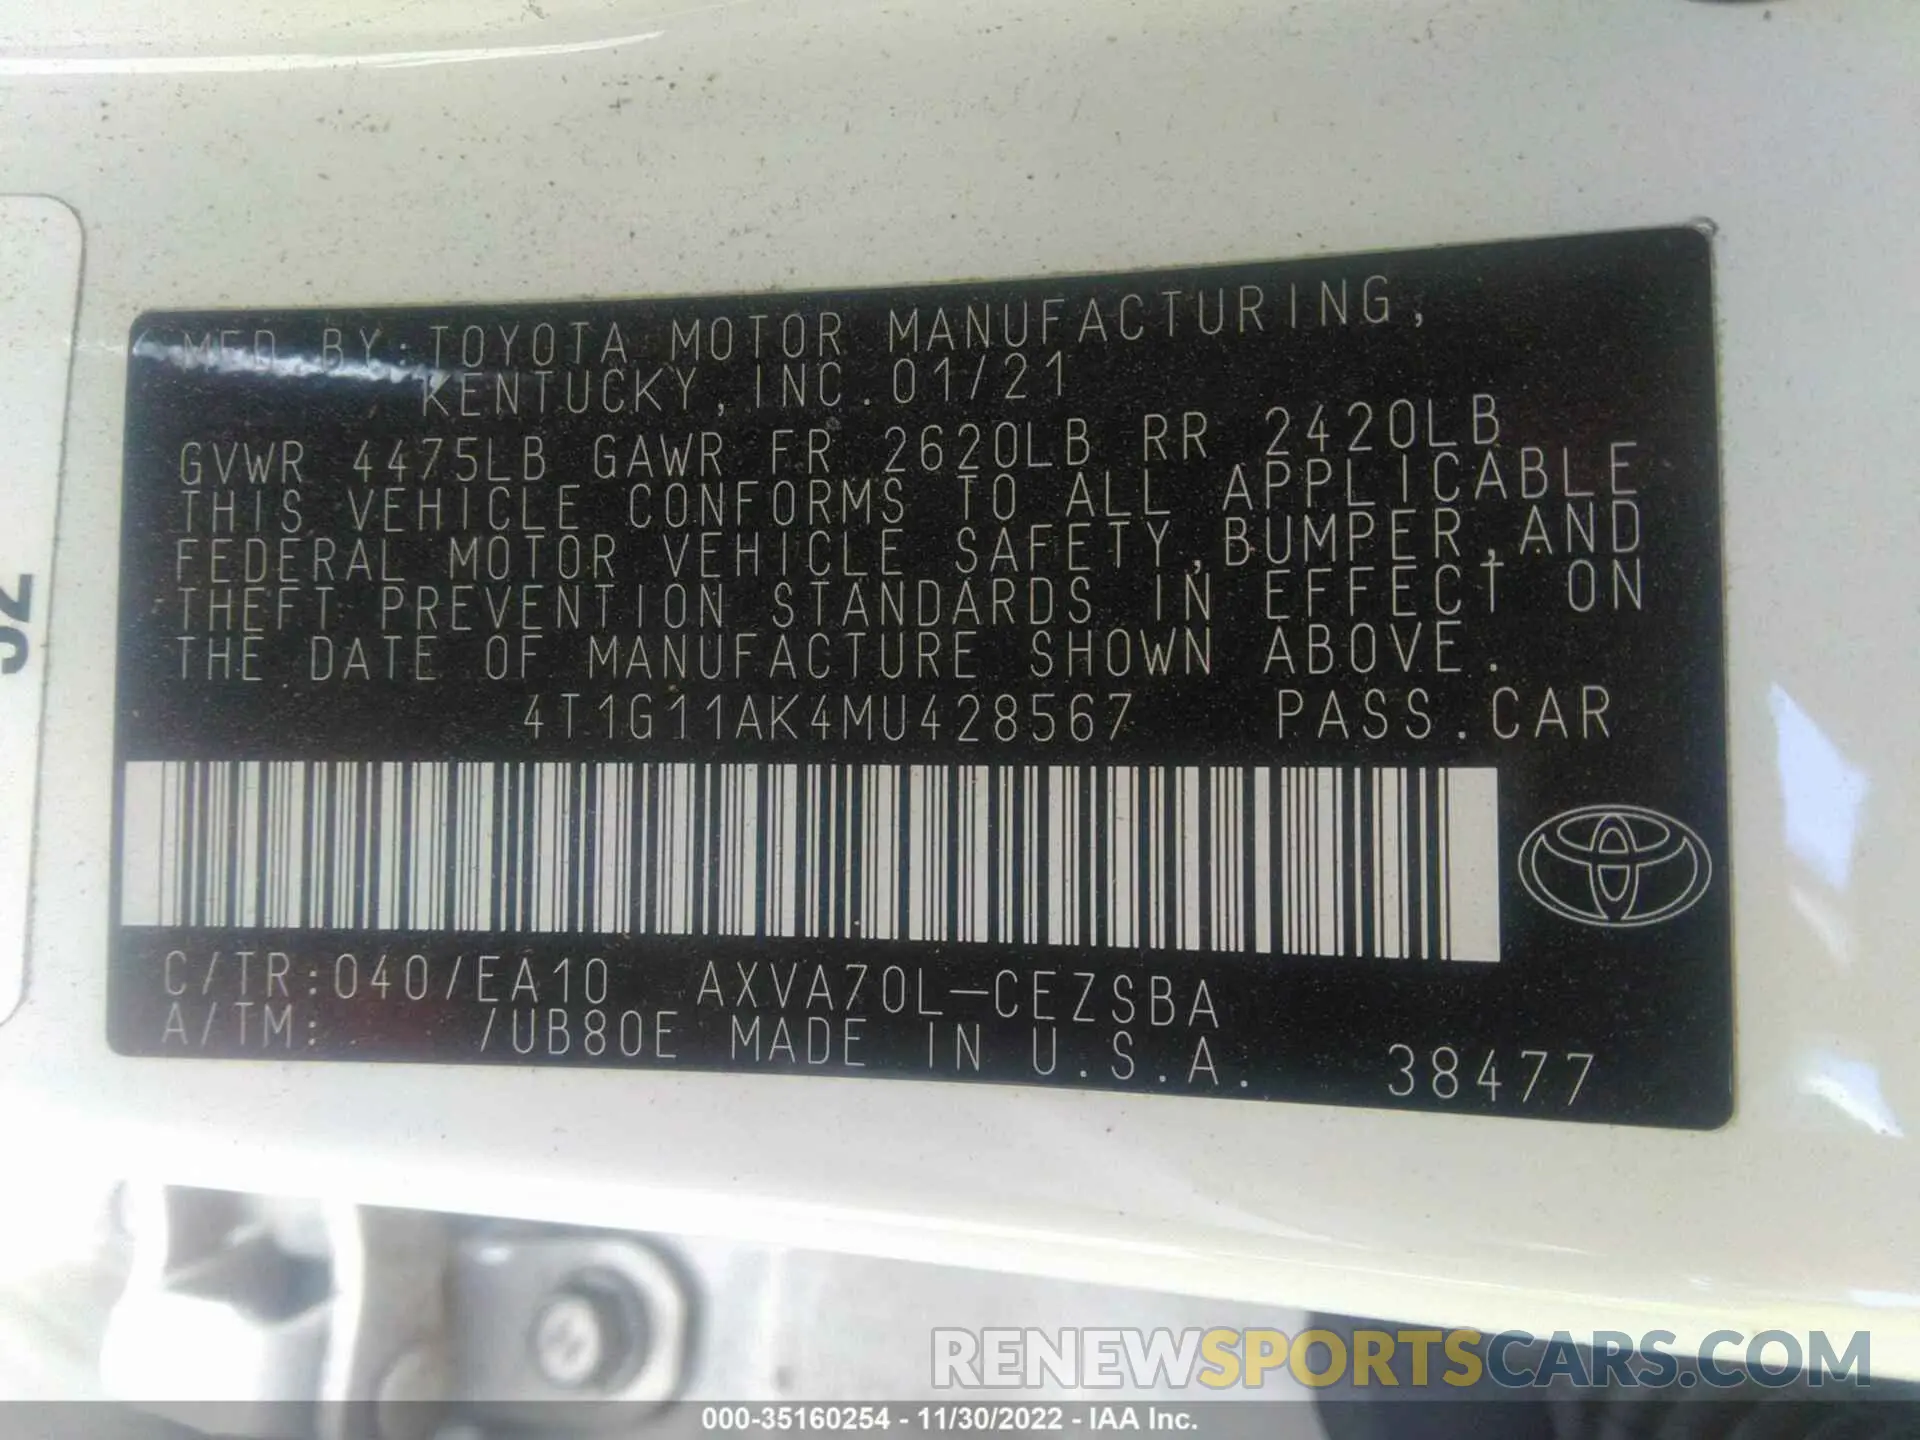 MFD BY: TOYOTA MOTOR MANUFACTURING,
KENTUCKY, INC. 01/21
GVWR 4475LB GAWR FR 2620LB RR 2420LB
THIS VEHICLE CONFORMS TO ALL APPLICABLE
FEDERAL MOTOR VEHICLE SAFETY, BUMPER, AND
THEFT PREVENTION STANDARDS IN EFFECT ON
THE DATE OF MANUFACTURE SHOWN ABOVE.
4T1G11AK4MU428567 PASS.CAR
C/TR:040/EA10 AXVA70L-CEZSBA
A/TM: /UB80E MADE IN U.S.A. 38477
RENEWSPORTSCARS.COM
000-35160254 - 11/30/2022 - IAA Inc.